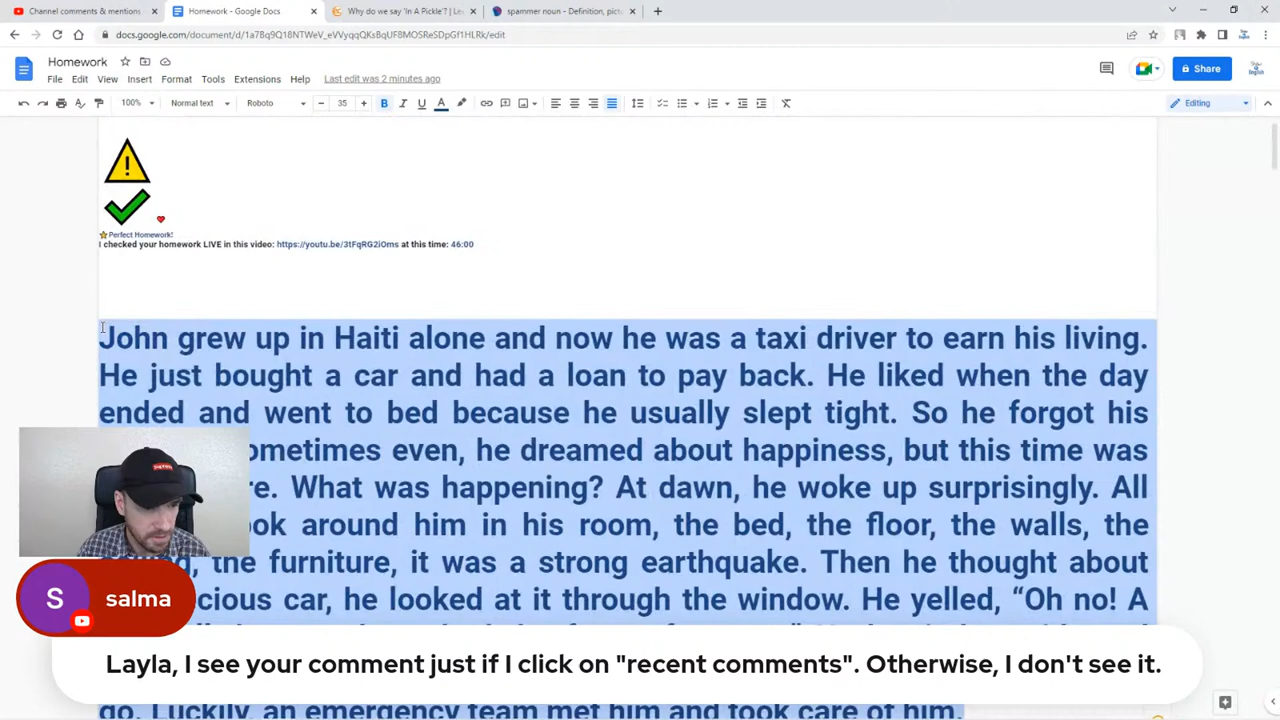 Channel comments & mentions
Homework - Google Docs
Why do we say 'In A Pickle'? | Le
spammer noun - Definition, pict
docs.google.com/document/d/1a7Bq9Q18NTWeV_eVVyqqQKsBqUF8MOSReSDpGf1HLRk/edit
Homework
File Edit View Insert Format Tools Extensions Help Last edit was 2 minutes ago
Share
100% Normal text Roboto 35 Editing
Perfect Homework!
I checked your homework LIVE in this video: https://youtu.be/3tFqRG2iOms at this time: 46:00
John grew up in Haiti alone and now he was a taxi driver to earn his living.
He just bought a car and had a loan to pay back. He liked when the day
ended and went to bed because he usually slept tight. So he forgot his
ometimes even, he dreamed about happiness, but this time was
re. What was happening? At dawn, he woke up surprisingly. All
ook around him in his room, the bed, the floor, the walls, the
the furniture, it was a strong earthquake. Then he thought about
cious car, he looked at it through the window. He yelled, “Oh no! A
S salma
Layla, I see your comment just if I click on "recent comments". Otherwise, I don't see it.
go. Luckily, an emergency team met him and took care of him.